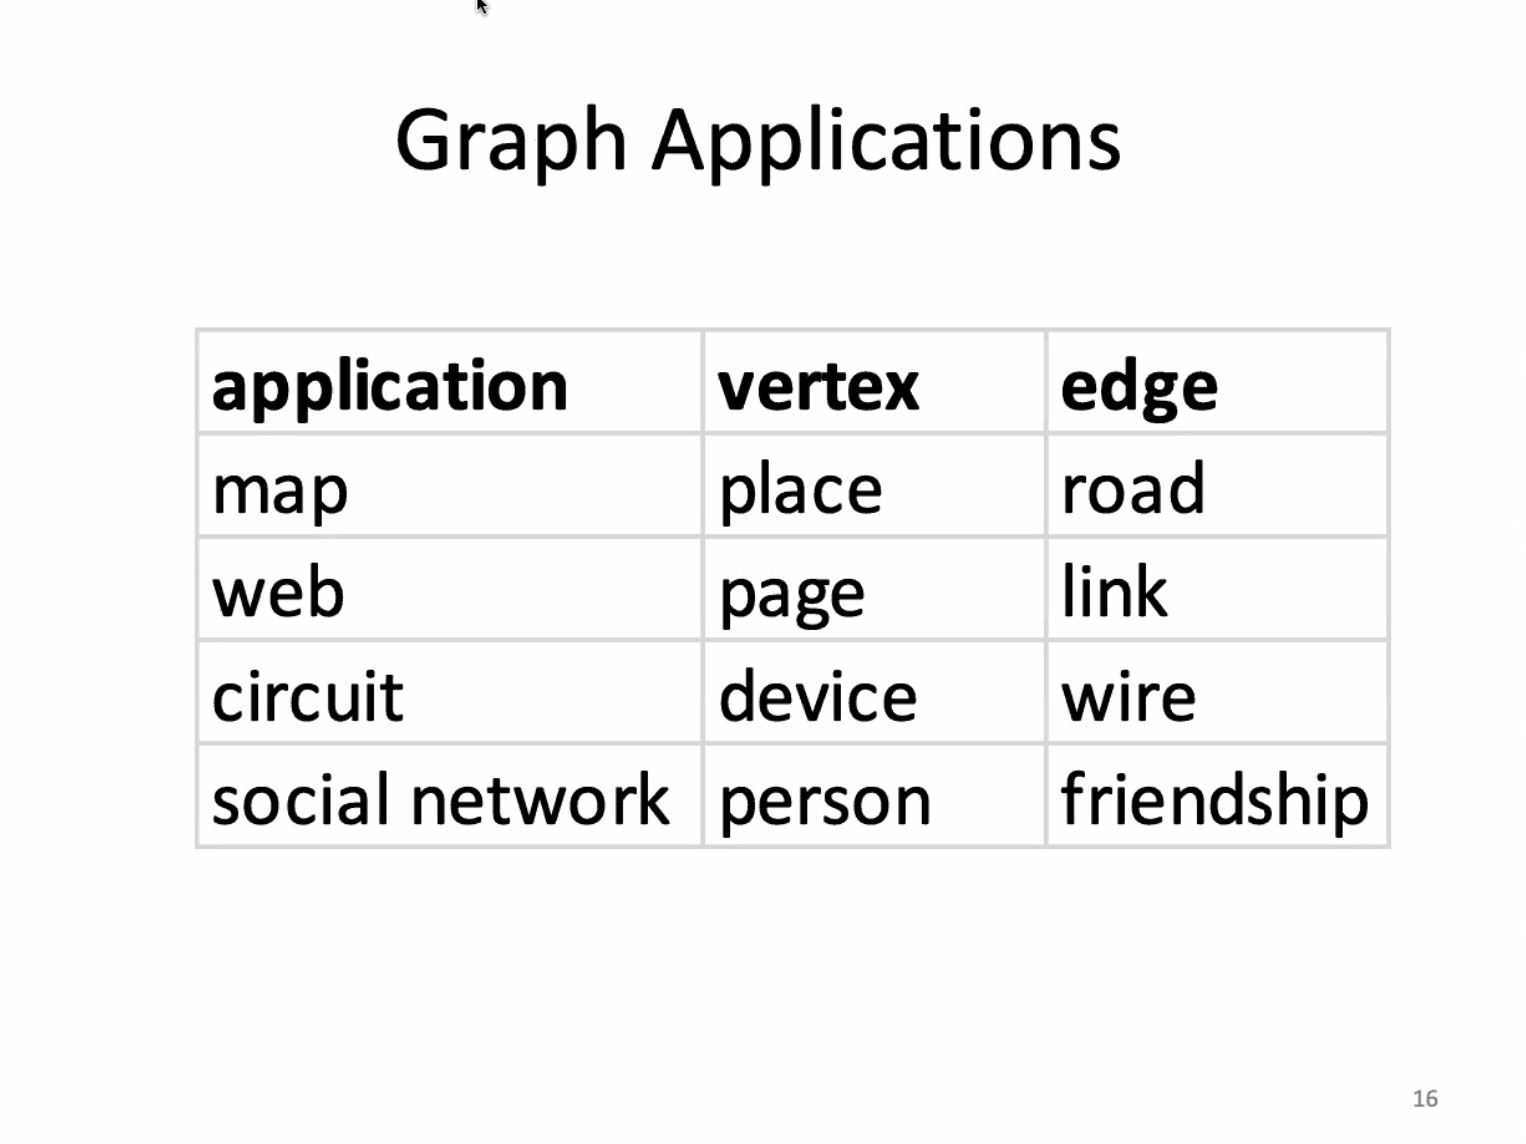 Graph Applications
application vertex edge
map place road
web page link
circuit device wire
social network person friendship
16